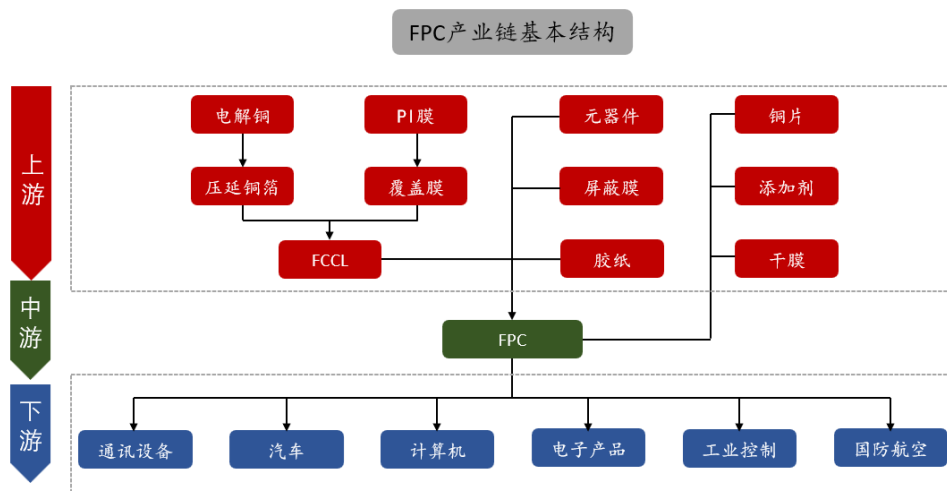 FPC产业链基本结构
上游
电解铜
PI膜
元器件
铜片
压延铜箔
覆盖膜
屏蔽膜
添加剂
FCCL
胶纸
干膜
中游
FPC
下游
通讯设备
汽车
计算机
电子产品
工业控制
国防航空